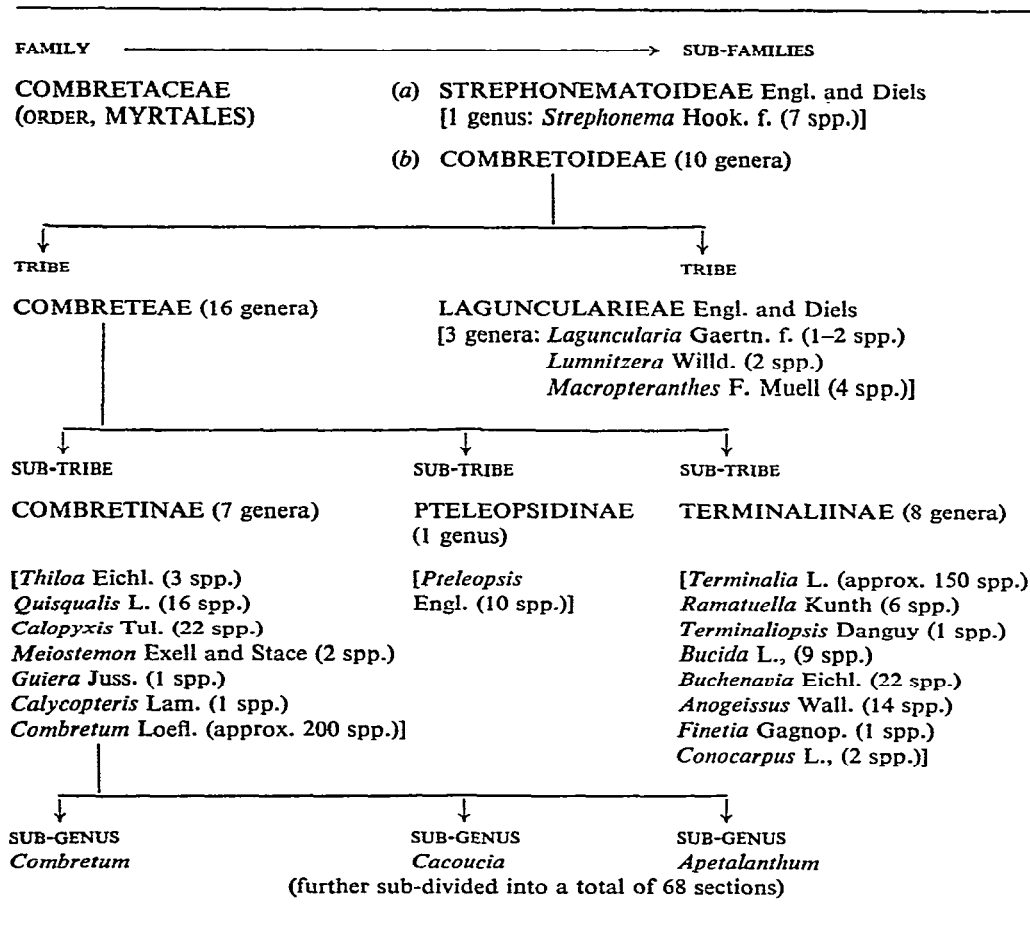 FAMILY SUB-FAMILIES
COMBRETACEAE (a) STREPHONEMATOIDEAE Engl. and Diels
(ORDER, MYRTALES) [1 genus: Strephonema Hook. f. (7 spp.)]
(b) COMBRETOIDEAE (10 genera)
TRIBE TRIBE
COMBRETEAE (16 genera) LAGUNCULARIEAE Engl. and Diels
[3 genera: Laguncularia Gaertn. f. (1–2 spp.)
Lumnitzera Willd. (2 spp.)
Macropteranthes F. Muell (4 spp.)]
SUB-TRIBE SUB-TRIBE SUB-TRIBE
COMBRETINAE (7 genera) PTELEOPSIDINAE TERMINALIINAE (8 genera)
(1 genus)
[Thiloa Eichl. (3 spp.) [Pteleopsis [Terminalia L. (approx. 150 spp.)
Quisqualis L. (16 spp.) Engl. (10 spp.)] Ramatuella Kunth (6 spp.)
Calopyxis Tul. (22 spp.) Terminaliopsis Danguy (1 spp.)
Meiostemon Exell and Stace (2 spp.) Bucida L., (9 spp.)
Guiera Juss. (1 spp.) Buchenavia Eichl. (22 spp.)
Calycopteris Lam. (1 spp.) Anogeissus Wall. (14 spp.)
Combretum Loefl. (approx. 200 spp.)] Finetia Gagnop. (1 spp.)
Conocarpus L., (2 spp.)]
SUB-GENUS SUB-GENUS SUB-GENUS
Combretum Cacoucia Apetalanthum
(further sub-divided into a total of 68 sections)